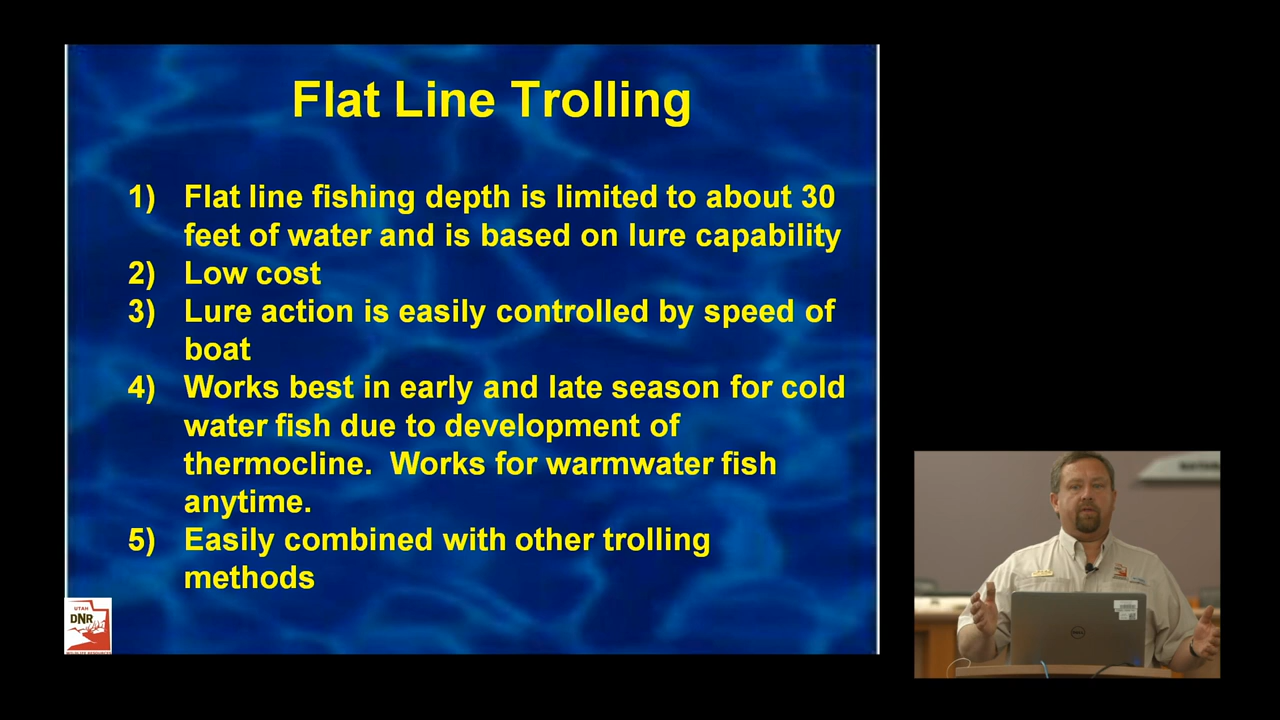 Flat Line Trolling
1) Flat line fishing depth is limited to about 30
feet of water and is based on lure capability
2) Low cost
3) Lure action is easily controlled by speed of
boat
4) Works best in early and late season for cold
water fish due to development of
thermocline.  Works for warmwater fish
anytime.
5) Easily combined with other trolling
methods
UTAH
DNR
DELL